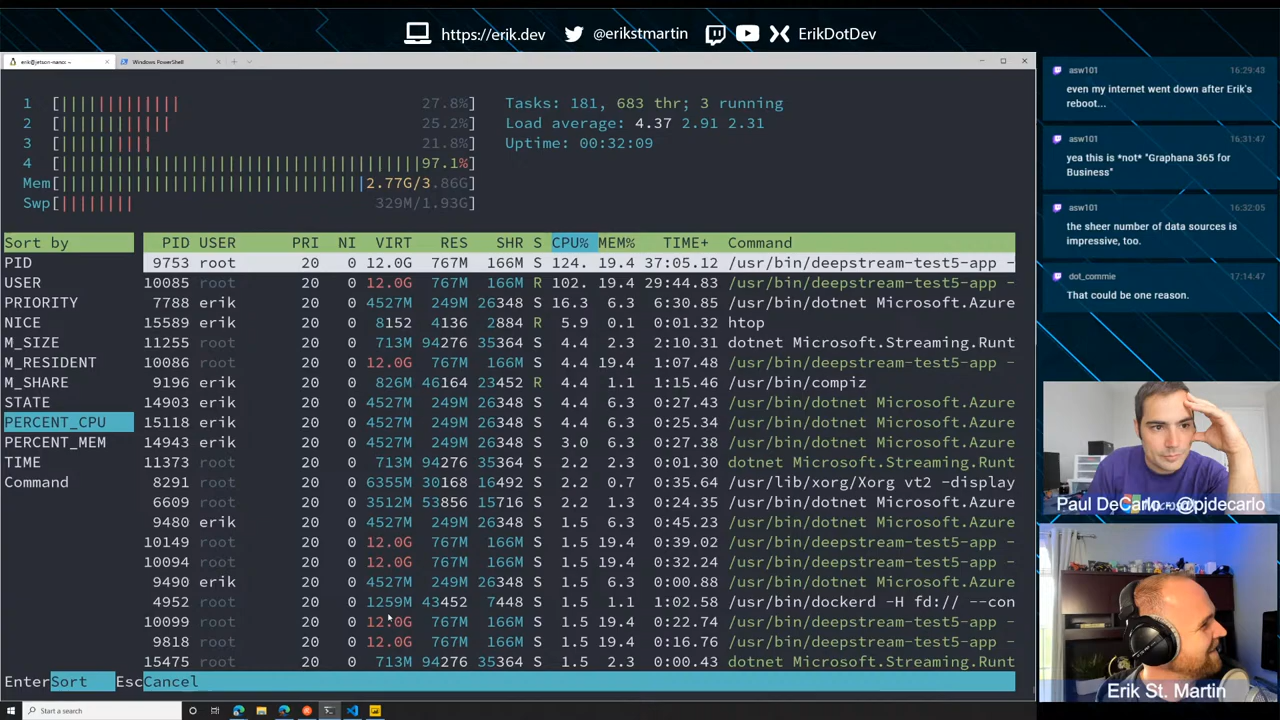 https://erik.dev @erikstmartin ErikDotDev
erik@jetson-nano: ~ Windows PowerShell
1 [ 27.8%] Tasks: 181, 683 thr; 3 running
2 [ 25.2%] Load average: 4.37 2.91 2.31
3 [ 21.8%] Uptime: 00:32:09
4 [ 97.1%]
Mem[ 2.77G/3.86G]
Swp[ 329M/1.93G]
Sort by PID USER PRI NI VIRT RES SHR S CPU% MEM% TIME+ Command
PID 9753 root 20 0 12.0G 767M 166M S 124. 19.4 37:05.12 /usr/bin/deepstream-test5-app -
USER 10085 root 20 0 12.0G 767M 166M R 102. 19.4 29:44.83 /usr/bin/deepstream-test5-app -
PRIORITY 7788 erik 20 0 4527M 249M 26348 S 16.3 6.3 6:30.85 /usr/bin/dotnet Microsoft.Azure
NICE 15589 erik 20 0 8152 4136 2884 R 5.9 0.1 0:01.32 htop
M_SIZE 11255 root 20 0 713M 94276 35364 S 4.4 2.3 2:10.31 dotnet Microsoft.Streaming.Runt
M_RESIDENT 10086 root 20 0 12.0G 767M 166M S 4.4 19.4 1:07.48 /usr/bin/deepstream-test5-app -
M_SHARE 9196 erik 20 0 826M 46164 23452 R 4.4 1.1 1:15.46 /usr/bin/compiz
STATE 14903 erik 20 0 4527M 249M 26348 S 4.4 6.3 0:27.43 /usr/bin/dotnet Microsoft.Azure
PERCENT_CPU 15118 erik 20 0 4527M 249M 26348 S 4.4 6.3 0:25.34 /usr/bin/dotnet Microsoft.Azure
PERCENT_MEM 14943 erik 20 0 4527M 249M 26348 S 3.0 6.3 0:27.38 /usr/bin/dotnet Microsoft.Azure
TIME 11373 root 20 0 713M 94276 35364 S 2.2 2.3 0:01.30 dotnet Microsoft.Streaming.Runt
Command 8291 root 20 0 6355M 30168 16492 S 2.2 0.7 0:35.64 /usr/lib/xorg/Xorg vt2 -display
6609 root 20 0 3512M 53856 15716 S 2.2 1.3 0:24.35 /usr/bin/dotnet Microsoft.Azure
9480 erik 20 0 4527M 249M 26348 S 1.5 6.3 0:45.23 /usr/bin/dotnet Microsoft.Azure
10149 root 20 0 12.0G 767M 166M S 1.5 19.4 0:39.02 /usr/bin/deepstream-test5-app -
10094 root 20 0 12.0G 767M 166M S 1.5 19.4 0:32.24 /usr/bin/deepstream-test5-app -
9490 erik 20 0 4527M 249M 26348 S 1.5 6.3 0:00.88 /usr/bin/dotnet Microsoft.Azure
4952 root 20 0 1259M 43452 7448 S 1.5 1.1 1:02.58 /usr/bin/dockerd -H fd:// --con
10099 root 20 0 12.0G 767M 166M S 1.5 19.4 0:22.74 /usr/bin/deepstream-test5-app -
9818 root 20 0 12.0G 767M 166M S 1.5 19.4 0:16.76 /usr/bin/deepstream-test5-app -
15475 root 20 0 713M 94276 35364 S 1.5 2.3 0:00.43 dotnet Microsoft.Streaming.Runt
EnterSort EscCancel
Start a search
asw101 16:29:43
even my internet went down after Erik's
reboot...
asw101 16:31:47
yea this is *not* "Graphana 365 for
Business"
asw101 16:32:05
the sheer number of data sources is
impressive, too.
dot_commie 17:14:47
That could be one reason.
Paul DeCarlo - @pjdecarlo
Erik St. Martin